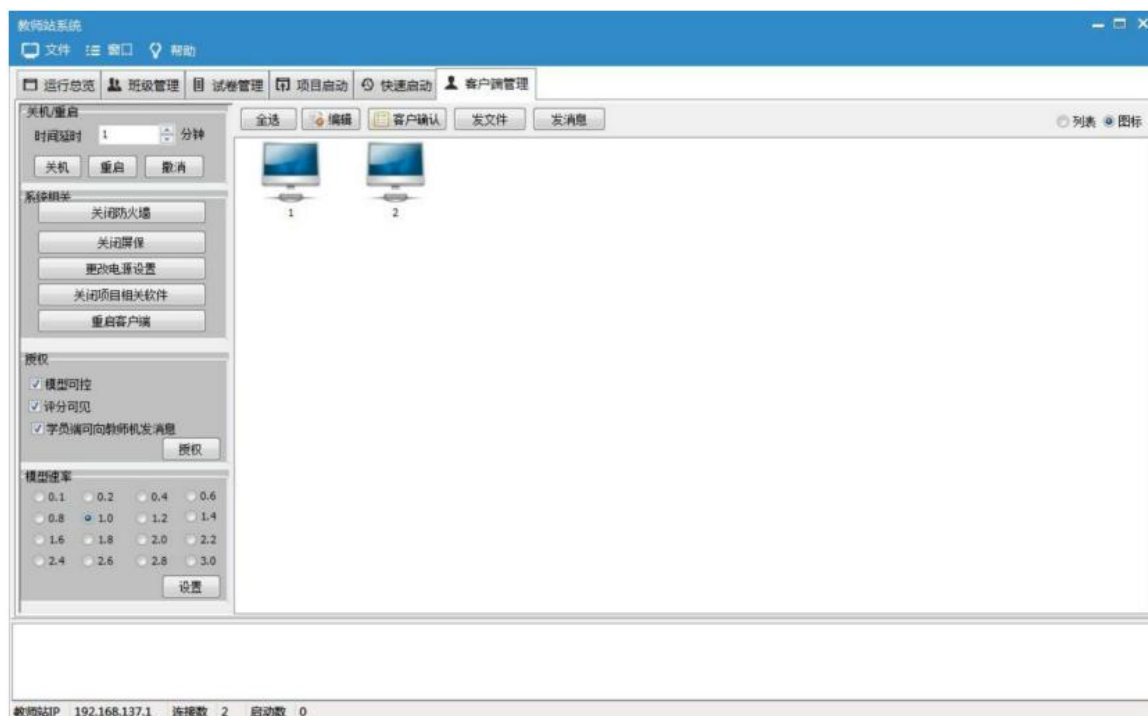 教师站系统
文件 窗口 帮助
运行总览 班级管理 试卷管理 项目启动 快速启动 客户端管理
关机/重启
时间延时 1 分钟
关机 重启 撤消
系统相关
关闭防火墙
关闭屏保
更改电源设置
关闭项目相关软件
重启客户端
授权
模型可控
评分可见
学员端可向教师机发消息
授权
模型速率
0.1 0.2 0.4 0.6
0.8 1.0 1.2 1.4
1.6 1.8 2.0 2.2
2.4 2.6 2.8 3.0
设置
全选 编辑 客户确认 发文件 发消息 列表 图标
1 2
教师站IP 192.168.137.1 连接数 2 启动数 0